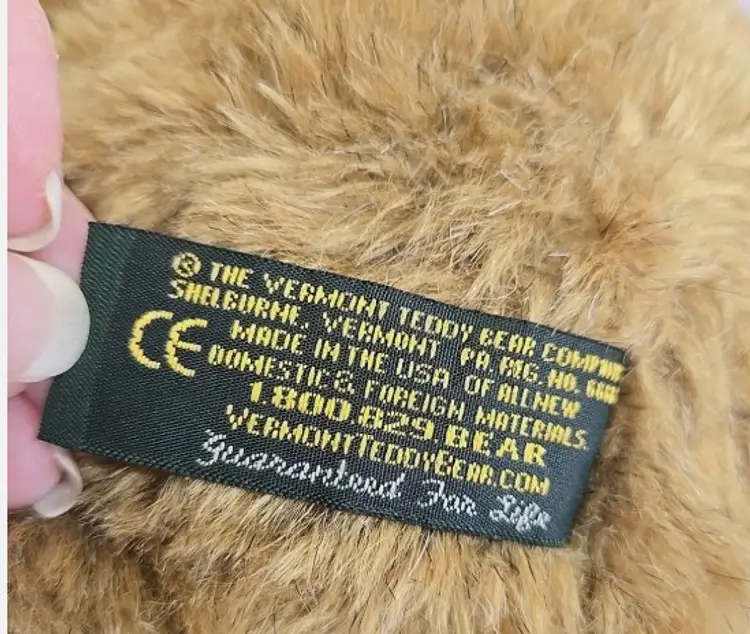 ® THE VERMONT TEDDY BEAR COMPANY
SHELBURNE, VERMONT PA. REG. NO.
MADE IN THE USA OF ALL NEW
CE DOMESTIC & FOREIGN MATERIALS.
1.800.829.BEAR
VERMONTTEDDYBEAR.COM
Guaranteed For Life